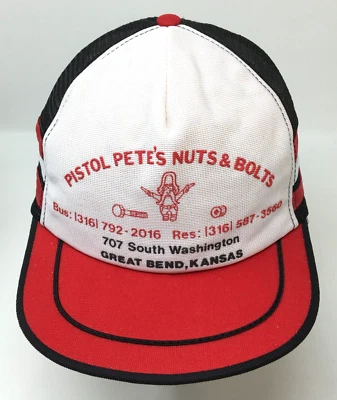 PISTOL PETE'S NUTS & BOLTS
Bus: (316) 792-2016 Res: (316) 587-3560
707 South Washington
GREAT BEND, KANSAS